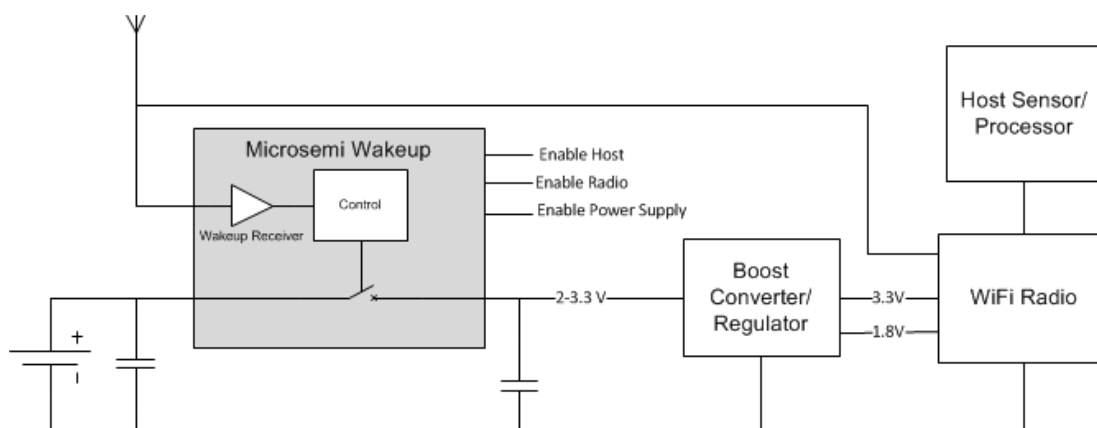 Host Sensor/
Processor
Microsemi Wakeup
Enable Host
Enable Radio
Enable Power Supply
Control
Wakeup Receiver
Boost
Converter/
Regulator
2-3.3 V
3.3V
1.8V
WiFi Radio
+
-